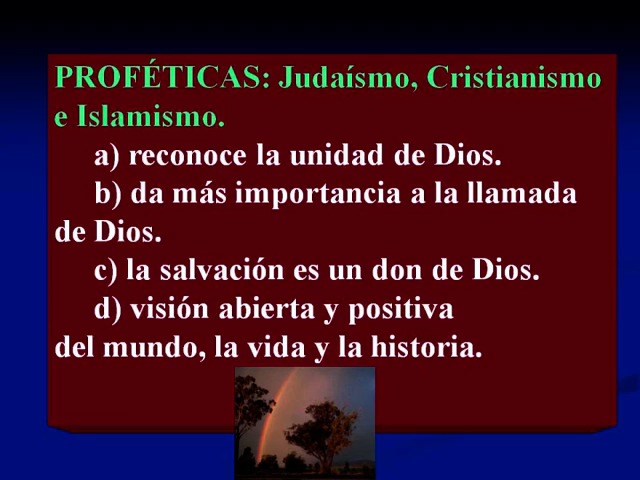 PROFÉTICAS: Judaísmo, Cristianismo
e Islamismo.
a) reconoce la unidad de Dios.
b) da más importancia a la llamada
de Dios.
c) la salvación es un don de Dios.
d) visión abierta y positiva
del mundo, la vida y la historia.